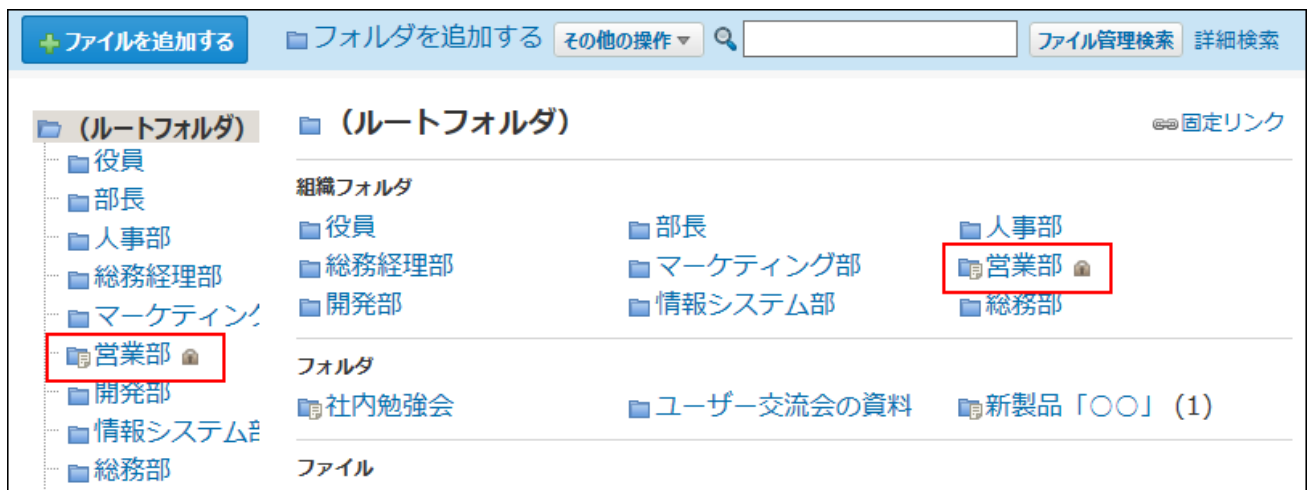 ファイルを追加する フォルダを追加する その他の操作 ファイル管理検索 詳細検索
(ルートフォルダ)
役員
部長
人事部
総務経理部
マーケティング
営業部
開発部
情報システム部
総務部
(ルートフォルダ) 固定リンク
組織フォルダ
役員 部長 人事部
総務経理部 マーケティング部 営業部
開発部 情報システム部 総務部
フォルダ
社内勉強会 ユーザー交流会の資料 新製品「○○」 (1)
ファイル